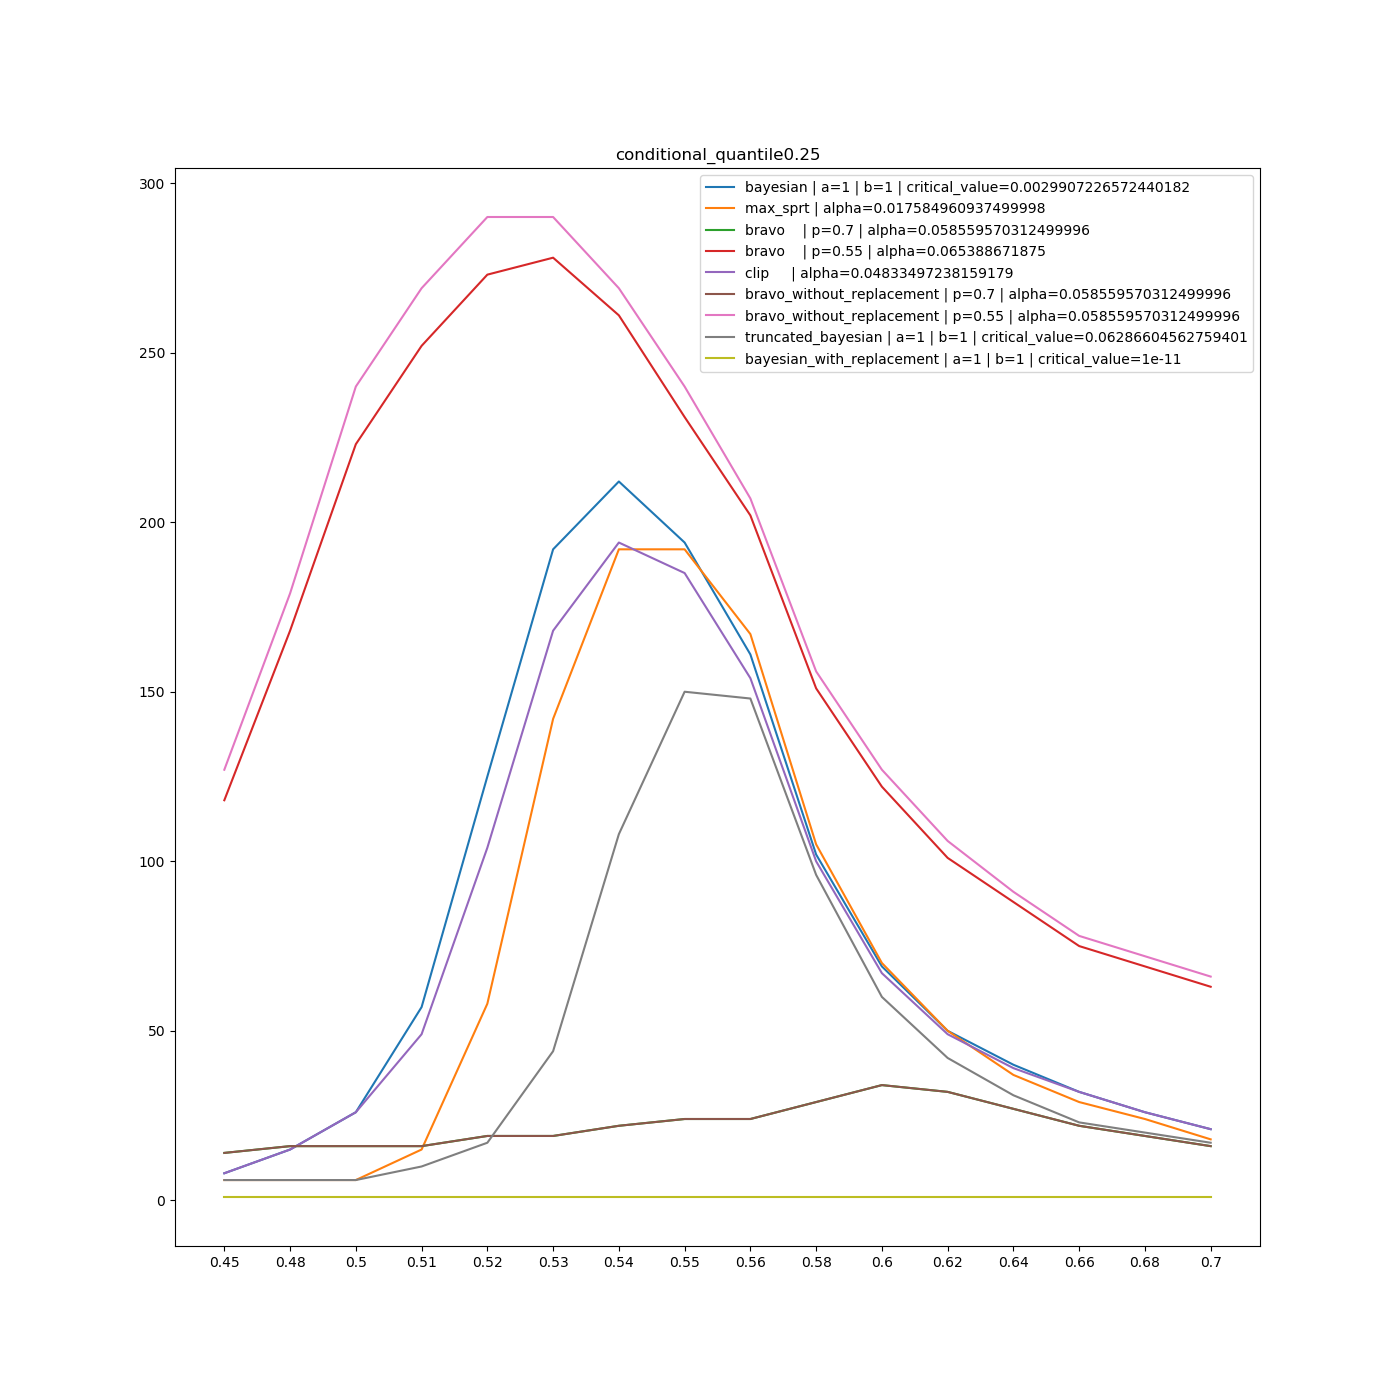 conditional_quantile0.25
300
250
200
150
100
50
0
bayesian | a=1 | b=1 | critical_value=0.0029907226572440182
max_sprt | alpha=0.017584960937499998
bravo    | p=0.7 | alpha=0.058559570312499996
bravo    | p=0.55 | alpha=0.065388671875
clip     | alpha=0.04833497238159179
bravo_without_replacement | p=0.7 | alpha=0.058559570312499996
bravo_without_replacement | p=0.55 | alpha=0.058559570312499996
truncated_bayesian | a=1 | b=1 | critical_value=0.06286604562759401
bayesian_with_replacement | a=1 | b=1 | critical_value=1e-11
0.45 0.48 0.5 0.51 0.52 0.53 0.54 0.55 0.56 0.58 0.6 0.62 0.64 0.66 0.68 0.7